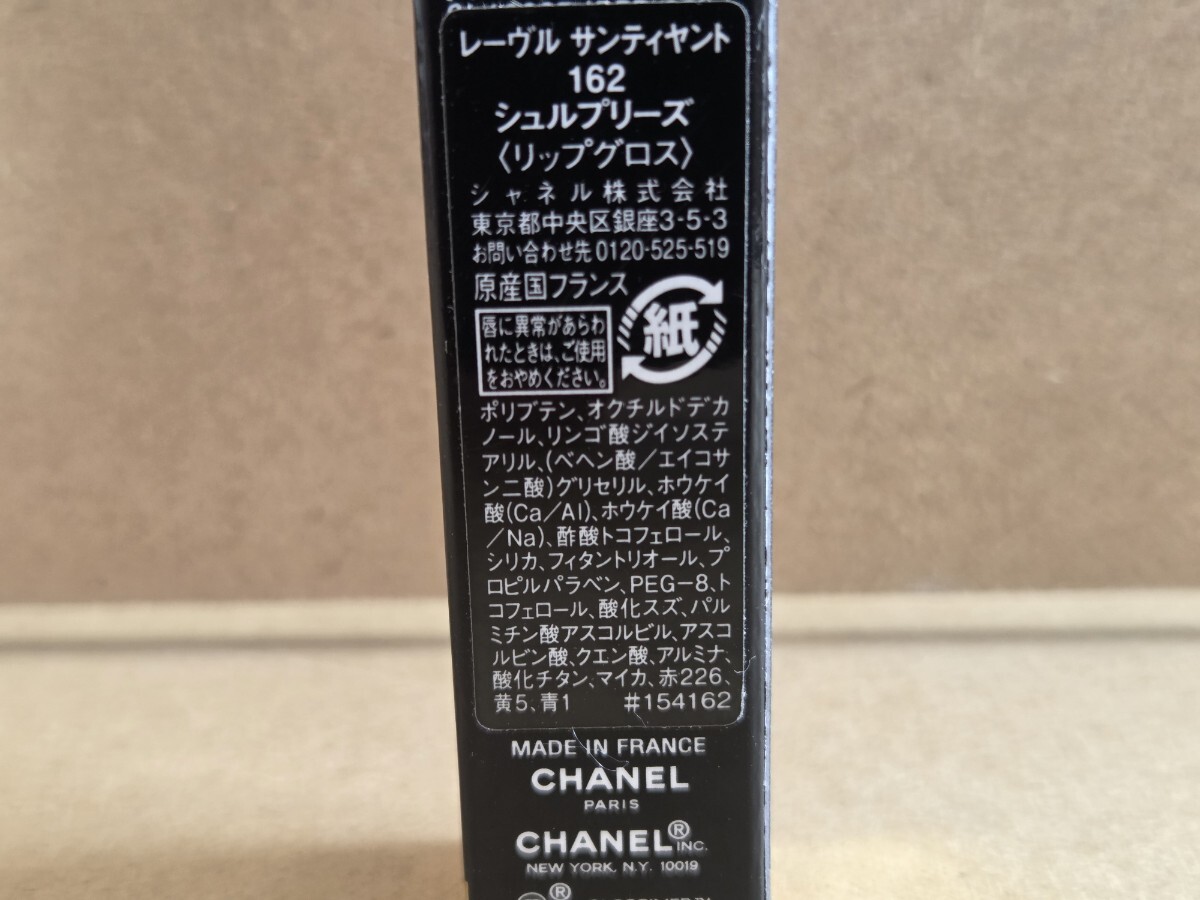 レーヴル サンティヤント
162
シュルプリーズ
〈リップグロス〉
シャネル株式会社
東京都中央区銀座3-5-3
お問い合わせ先0120-525-519
原産国フランス
紙
唇に異常があらわ
れたときは、ご使用
をおやめください。
ポリブテン、オクチルドデカ
ノール、リンゴ酸ジイソステ
アリル、(ベヘン酸/エイコサ
ン二酸)グリセリル、ホウケイ
酸(Ca/Al)、ホウケイ酸(Ca
/Na)、酢酸トコフェロール、
シリカ、フィタントリオール、プ
ロピルパラベン、PEG-8、ト
コフェロール、酸化スズ、パル
ミチン酸アスコルビル、アスコ
ルビン酸、クエン酸、アルミナ、
酸化チタン、マイカ、赤226、
黄5、青1 #154162
MADE IN FRANCE
CHANEL
PARIS
CHANEL® INC.
NEW YORK, N.Y. 10019
®